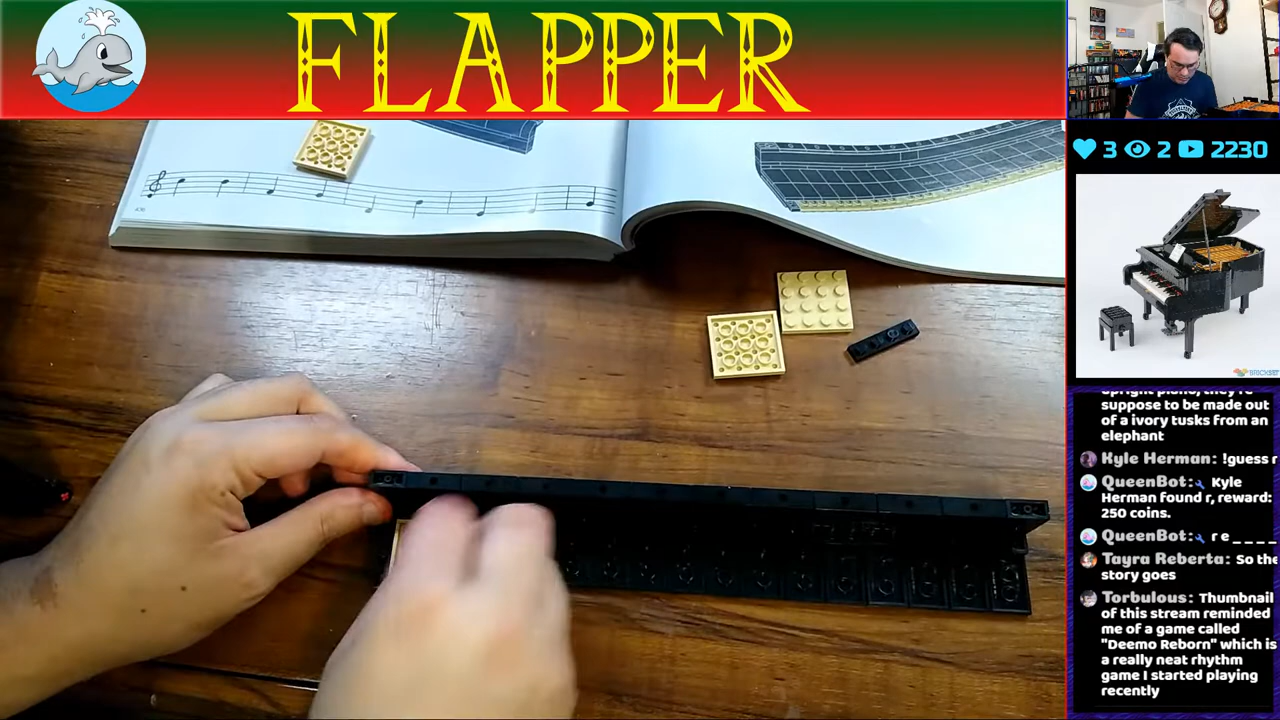 FLAPPER
3 2 2230
BRICKSET
suppose to be made out
of a ivory tusks from an
elephant
Kyle Herman: !guess r
QueenBot: Kyle
Herman found r, reward:
250 coins.
QueenBot: r e _ _ _ _
Tayra Reberta: So the
story goes
Torbulous: Thumbnail
of this stream reminded
me of a game called
"Deemo Reborn" which is
a really neat rhythm
game I started playing
recently